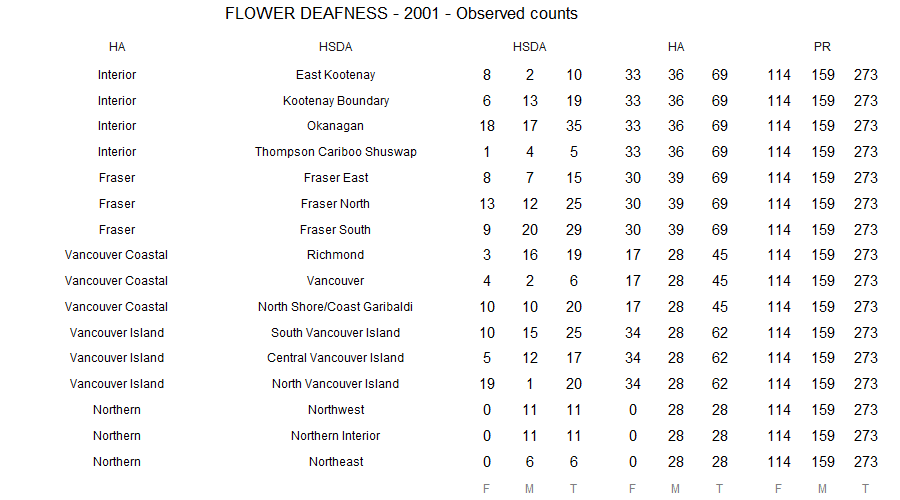 FLOWER DEAFNESS - 2001 - Observed counts
HA HSDA HSDA HA PR
Interior East Kootenay 8 2 10 33 36 69 114 159 273
Interior Kootenay Boundary 6 13 19 33 36 69 114 159 273
Interior Okanagan 18 17 35 33 36 69 114 159 273
Interior Thompson Cariboo Shuswap 1 4 5 33 36 69 114 159 273
Fraser Fraser East 8 7 15 30 39 69 114 159 273
Fraser Fraser North 13 12 25 30 39 69 114 159 273
Fraser Fraser South 9 20 29 30 39 69 114 159 273
Vancouver Coastal Richmond 3 16 19 17 28 45 114 159 273
Vancouver Coastal Vancouver 4 2 6 17 28 45 114 159 273
Vancouver Coastal North Shore/Coast Garibaldi 10 10 20 17 28 45 114 159 273
Vancouver Island South Vancouver Island 10 15 25 34 28 62 114 159 273
Vancouver Island Central Vancouver Island 5 12 17 34 28 62 114 159 273
Vancouver Island North Vancouver Island 19 1 20 34 28 62 114 159 273
Northern Northwest 0 11 11 0 28 28 114 159 273
Northern Northern Interior 0 11 11 0 28 28 114 159 273
Northern Northeast 0 6 6 0 28 28 114 159 273
F M T F M T F M T